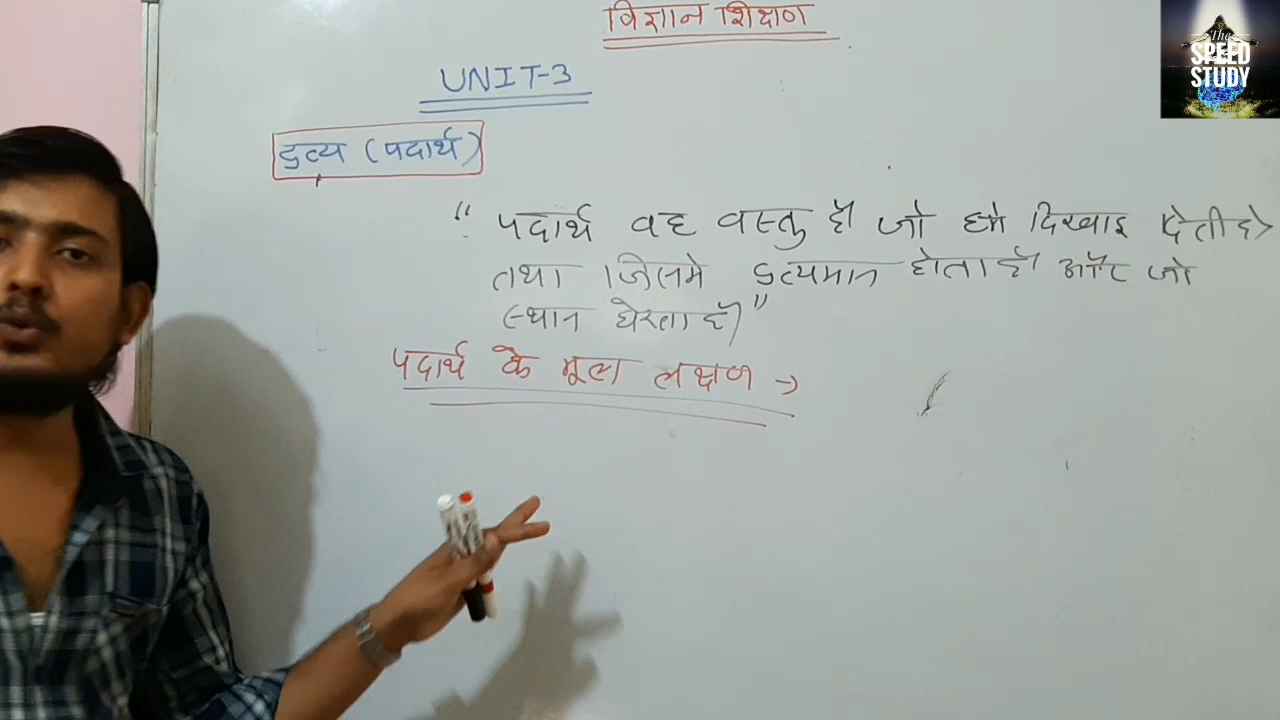 विज्ञान शिक्षण
The
SPEED
STUDY
UNIT-3
द्रव्य (पदार्थ)
"पदार्थ वह वस्तु है जो हमे दिखाइ देती है
तथा जिसमे द्रव्यमान होता है और जो
स्थान घेरता है"
पदार्थ के मूल लक्षण →